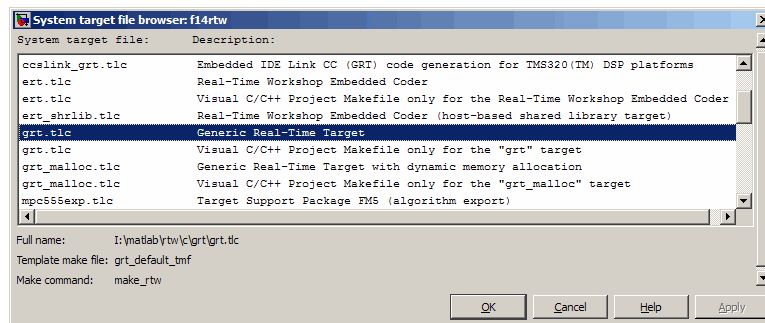 System target file browser: f14rtw
System target file: Description:
ccslink_grt.tlc Embedded IDE Link CC (GRT) code generation for TMS320(TM) DSP platforms
ert.tlc Real-Time Workshop Embedded Coder
ert.tlc Visual C/C++ Project Makefile only for the Real-Time Workshop Embedded Coder
ert_shrlib.tlc Real-Time Workshop Embedded Coder (host-based shared library target)
grt.tlc Generic Real-Time Target
grt.tlc Visual C/C++ Project Makefile only for the "grt" target
grt_malloc.tlc Generic Real-Time Target with dynamic memory allocation
grt_malloc.tlc Visual C/C++ Project Makefile only for the "grt_malloc" target
mpc555exp.tlc Target Support Package FM5 (algorithm export)
Full name: I:\matlab\rtw\c\grt\grt.tlc
Template make file: grt_default_tmf
Make command: make_rtw
OK Cancel Help Apply